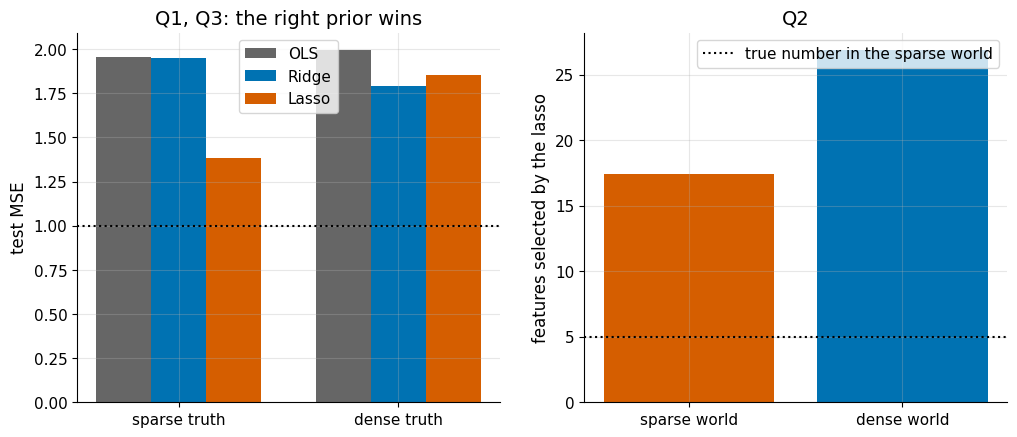 Q1, Q3: the right prior wins
test MSE
2.00
1.75
1.50
1.25
1.00
0.75
0.50
0.25
0.00
OLS
Ridge
Lasso
sparse truth
dense truth
Q2
features selected by the lasso
25
20
15
10
5
0
true number in the sparse world
sparse world
dense world